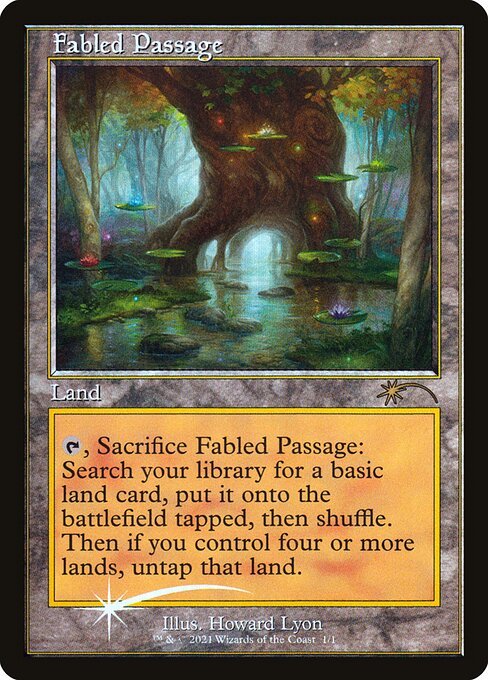 Fabled Passage
Land
, Sacrifice Fabled Passage:
Search your library for a basic
land card, put it onto the
battlefield tapped, then shuffle.
Then if you control four or more
lands, untap that land.
Illus. Howard Lyon
™ & © 2021 Wizards of the Coast 1/1